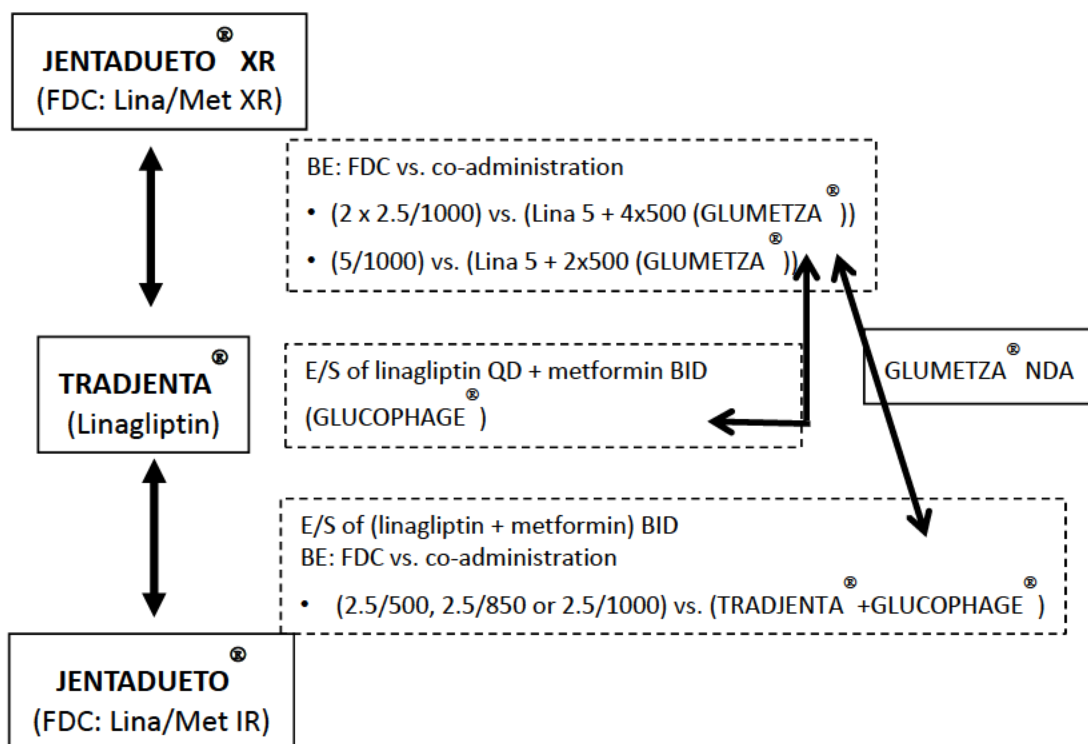 JENTADUETO® XR
(FDC: Lina/Met XR)
BE: FDC vs. co-administration
• (2 x 2.5/1000) vs. (Lina 5 + 4x500 (GLUMETZA®))
• (5/1000) vs. (Lina 5 + 2x500 (GLUMETZA®))
TRADJENTA®
(Linagliptin)
E/S of linagliptin QD + metformin BID
(GLUCOPHAGE®)
GLUMETZA® NDA
E/S of (linagliptin + metformin) BID
BE: FDC vs. co-administration
• (2.5/500, 2.5/850 or 2.5/1000) vs. (TRADJENTA®+GLUCOPHAGE®)
JENTADUETO®
(FDC: Lina/Met IR)